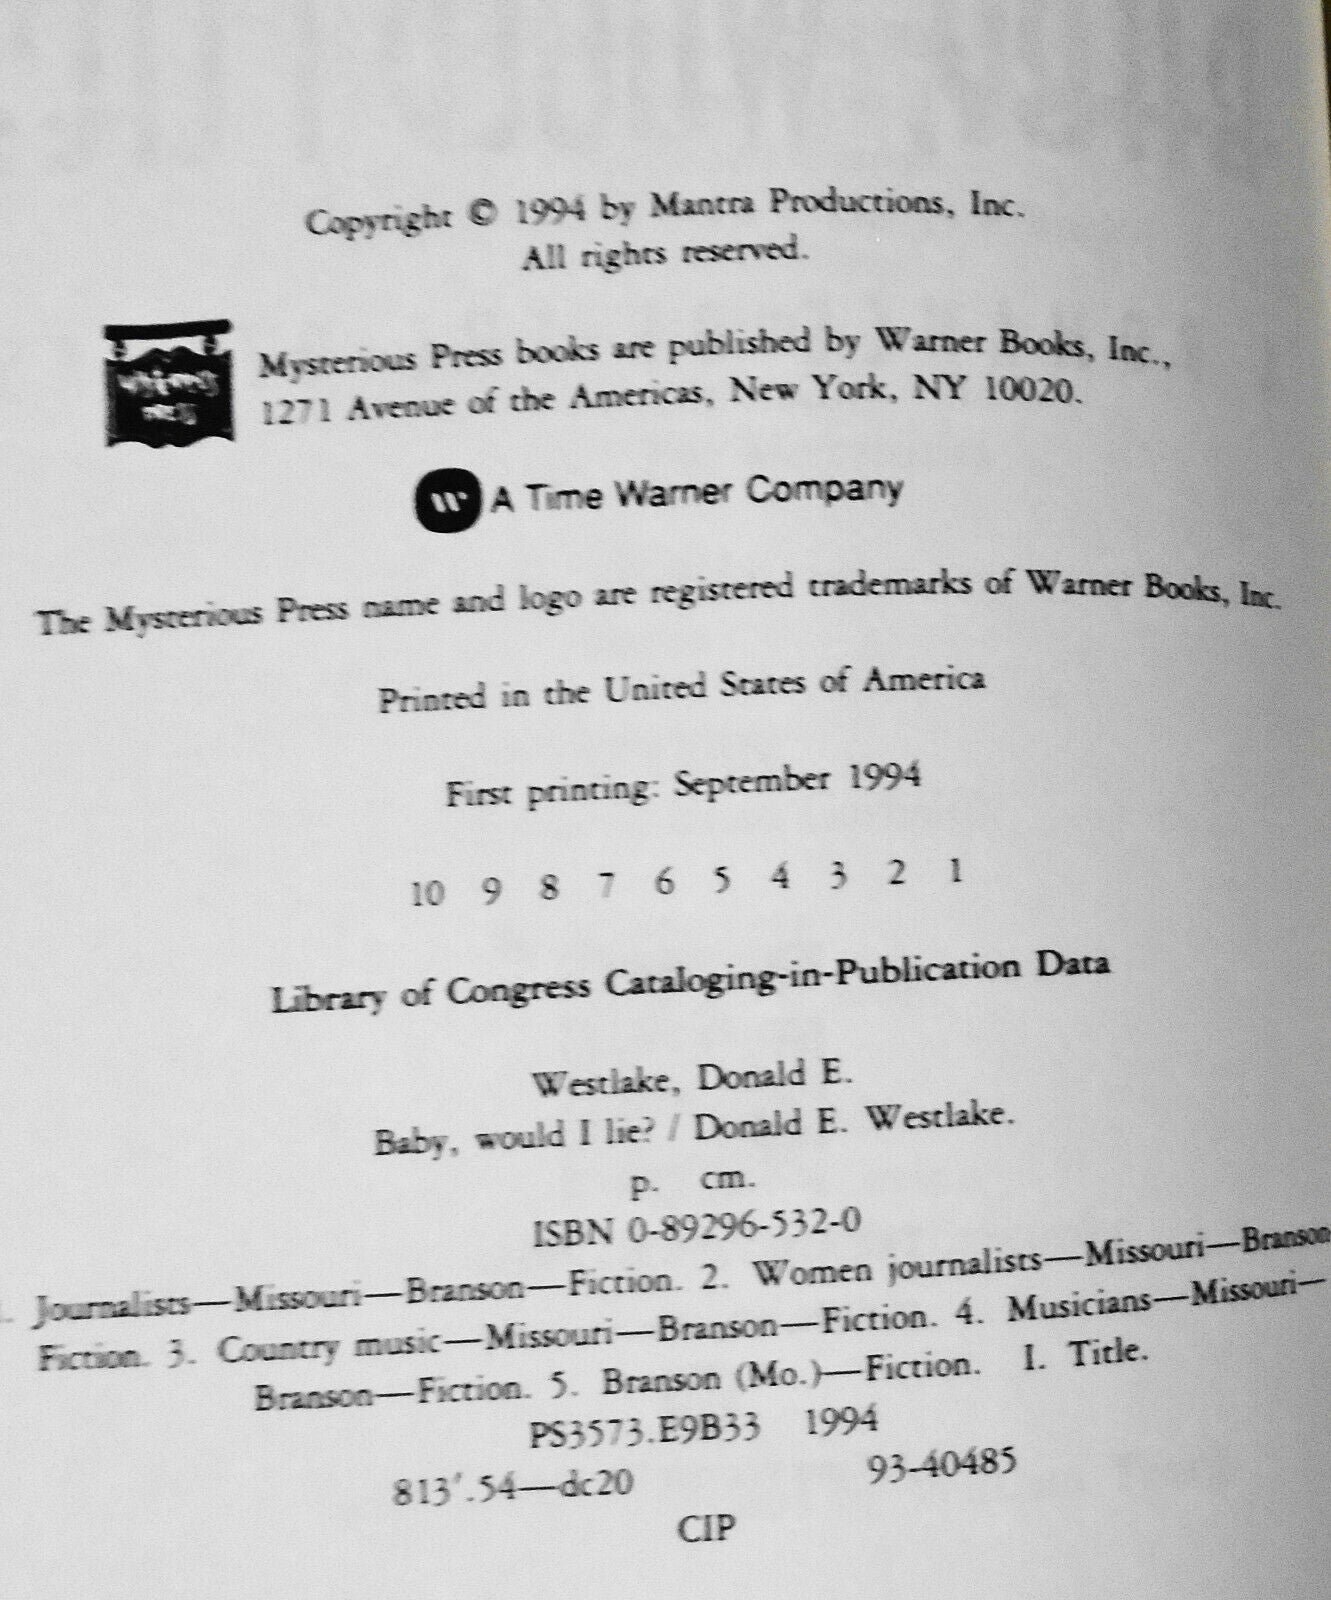 Copyright © 1994 by Mantra Productions, Inc.
All rights reserved.
Mysterious Press books are published by Warner Books, Inc.,
1271 Avenue of the Americas, New York, NY 10020.
W A Time Warner Company
The Mysterious Press name and logo are registered trademarks of Warner Books, Inc.
Printed in the United States of America
First printing: September 1994
10 9 8 7 6 5 4 3 2 1
Library of Congress Cataloging-in-Publication Data
Westlake, Donald E.
Baby, would I lie? / Donald E. Westlake.
p. cm.
ISBN 0-89296-532-0
Journalists—Missouri—Branson—Fiction. 2. Women journalists—Missouri—Branson
Fiction. 3. Country music—Missouri—Branson—Fiction. 4. Musicians—Missouri—
Branson—Fiction. 5. Branson (Mo.)—Fiction. I. Title.
PS3573.E9B33 1994
813'.54—dc20 93-40485
CIP